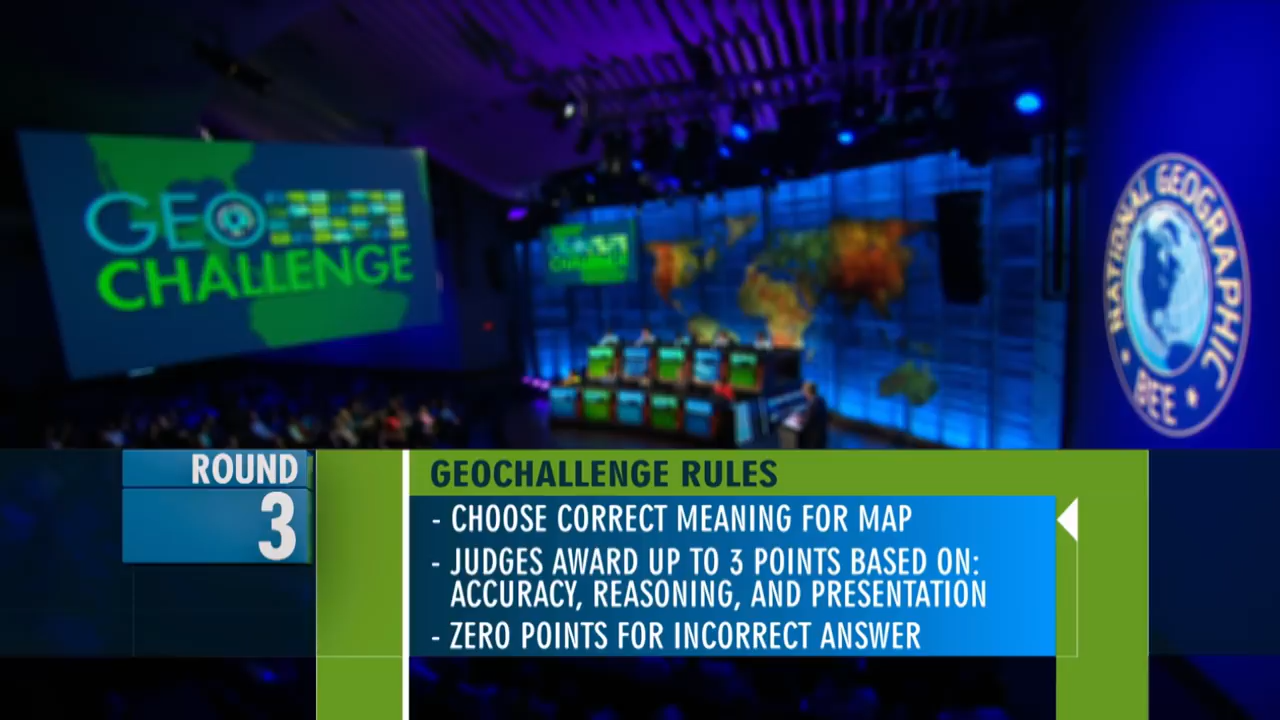 GEO
CHALLENGE
NATIONAL GEOGRAPHIC
BEE
ROUND
3
GEOCHALLENGE RULES
- CHOOSE CORRECT MEANING FOR MAP
- JUDGES AWARD UP TO 3 POINTS BASED ON:
ACCURACY, REASONING, AND PRESENTATION
- ZERO POINTS FOR INCORRECT ANSWER